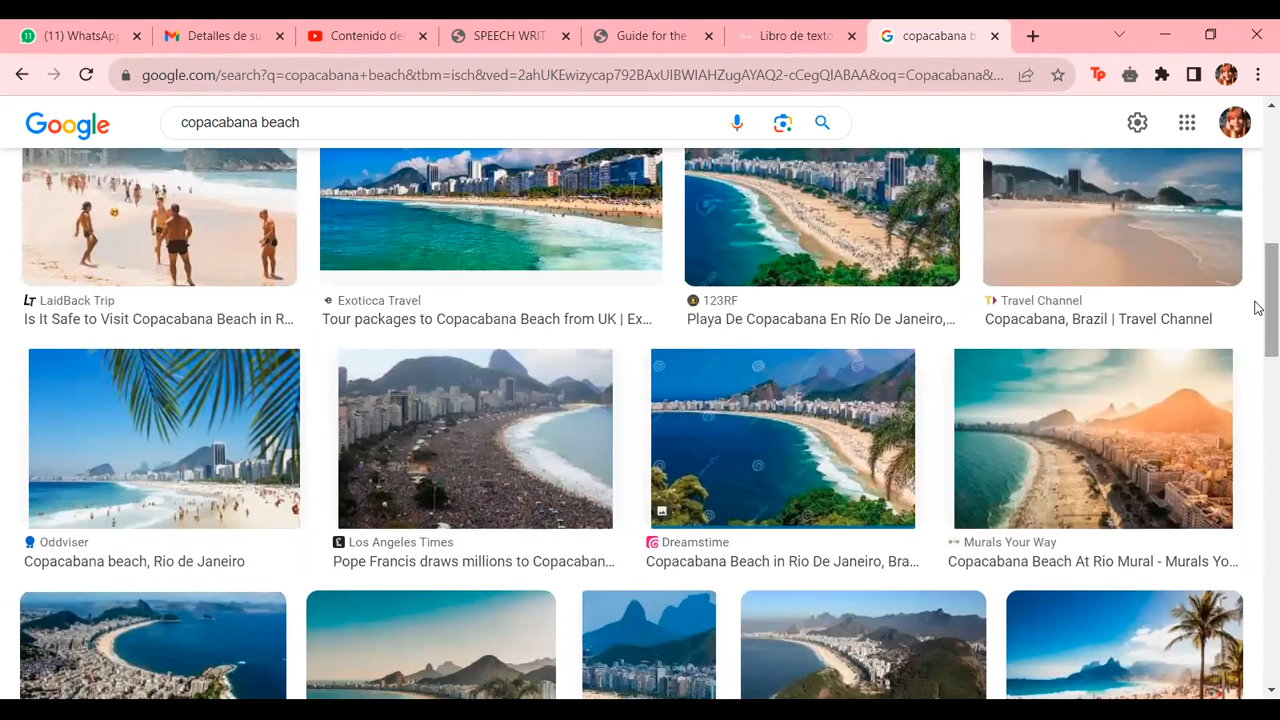 (11) WhatsAp
Detalles de su
Contenido del
SPEECH WRIT
Guide for the
Libro de texto
copacabana b
google.com/search?q=copacabana+beach&tbm=isch&ved=2ahUKEwizycap792BAxUIBWIAHZugAYAQ2-cCegQIABAA&oq=Copacabana&...
Tp
Google
copacabana beach
LT LaidBack Trip
Exoticca Travel
123RF
Travel Channel
Is It Safe to Visit Copacabana Beach in R...
Tour packages to Copacabana Beach from UK | Ex...
Playa De Copacabana En Río De Janeiro,...
Copacabana, Brazil | Travel Channel
Oddviser
Los Angeles Times
Dreamstime
Murals Your Way
Copacabana beach, Rio de Janeiro
Pope Francis draws millions to Copacaban...
Copacabana Beach in Rio De Janeiro, Bra...
Copacabana Beach At Rio Mural - Murals Yo...